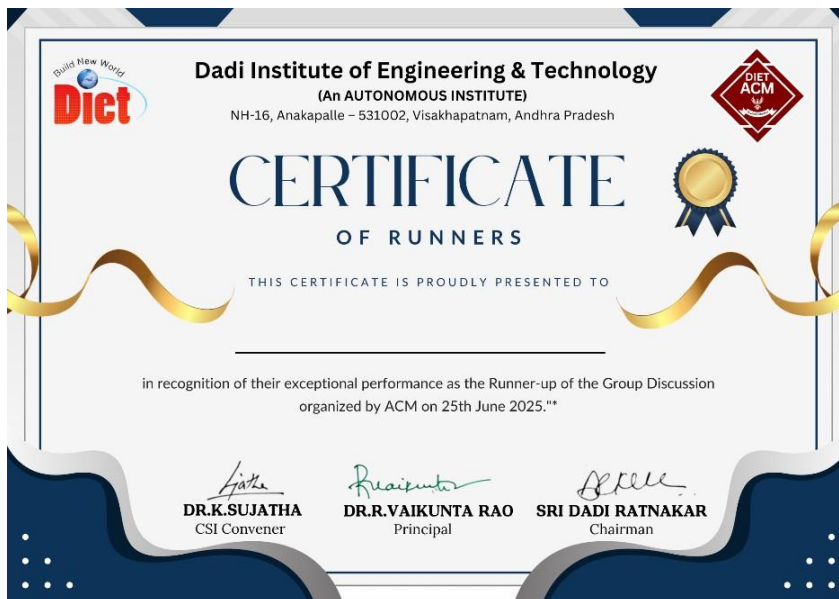 Build New World
Diet
Dadi Institute of Engineering & Technology
(An AUTONOMOUS INSTITUTE)
NH-16, Anakapalle – 531002, Visakhapatnam, Andhra Pradesh
DIET
ACM
CERTIFICATE
OF RUNNERS
THIS CERTIFICATE IS PROUDLY PRESENTED TO
in recognition of their exceptional performance as the Runner-up of the Group Discussion
organized by ACM on 25th June 2025."*
DR.K.SUJATHA DR.R.VAIKUNTA RAO SRI DADI RATNAKAR
CSI Convener Principal Chairman